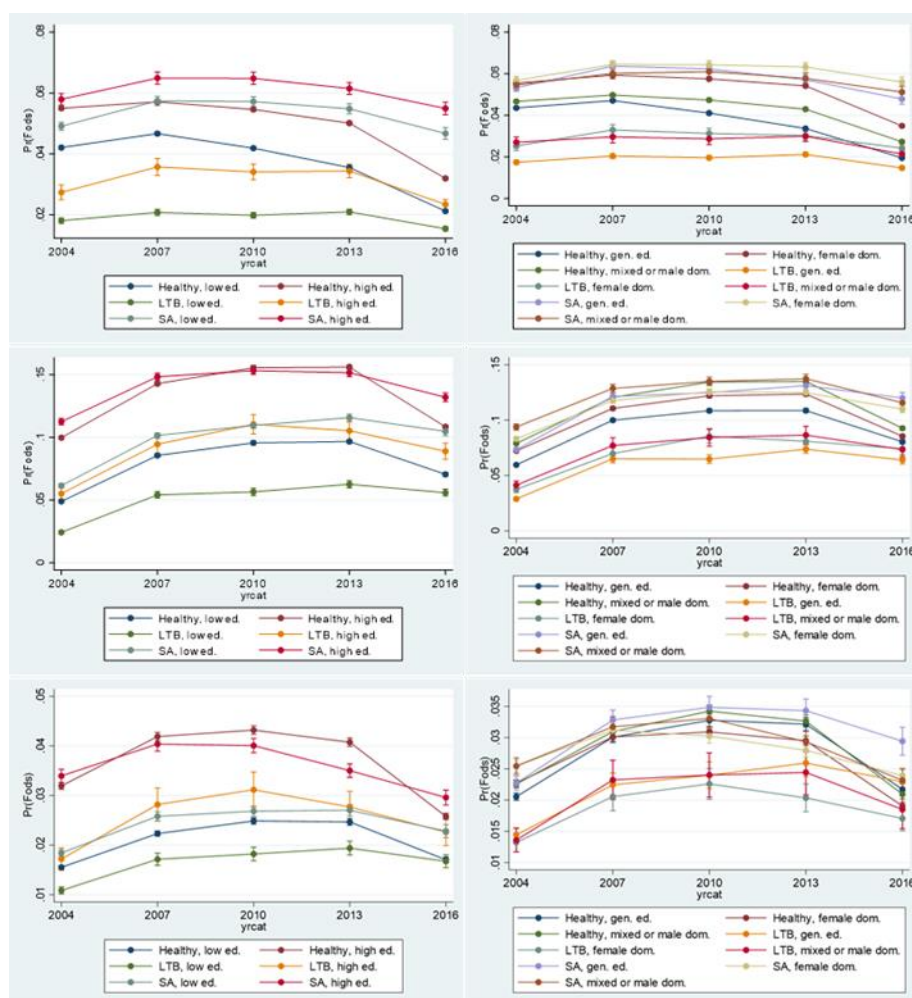 .08
.06
.04
.02
Pr(Fods)
2004 2007 2010 2013 2016
yrcat
Healthy, low ed. Healthy, high ed.
LTB, low ed. LTB, high ed.
SA, low ed. SA, high ed.
.08
.06
.04
.02
0
Pr(Fods)
2004 2007 2010 2013 2016
yrcat
Healthy, gen. ed. Healthy, female dom.
Healthy, mixed or male dom. LTB, gen. ed.
LTB, female dom. LTB, mixed or male dom.
SA, gen. ed. SA, female dom.
SA, mixed or male dom.
.15
.1
.05
0
Pr(Fods)
2004 2007 2010 2013 2016
yrcat
Healthy, low ed. Healthy, high ed.
LTB, low ed. LTB, high ed.
SA, low ed. SA, high ed.
.15
.1
.05
0
Pr(Fods)
2004 2007 2010 2013 2016
yrcat
Healthy, gen. ed. Healthy, female dom.
Healthy, mixed or male dom. LTB, gen. ed.
LTB, female dom. LTB, mixed or male dom.
SA, gen. ed. SA, female dom.
SA, mixed or male dom.
.05
.04
.03
.02
.01
Pr(Fods)
2004 2007 2010 2013 2016
yrcat
Healthy, low ed. Healthy, high ed.
LTB, low ed. LTB, high ed.
SA, low ed. SA, high ed.
.035
.03
.025
.02
.015
.01
Pr(Fods)
2004 2007 2010 2013 2016
yrcat
Healthy, gen. ed. Healthy, female dom.
Healthy, mixed or male dom. LTB, gen. ed.
LTB, female dom. LTB, mixed or male dom.
SA, gen. ed. SA, female dom.
SA, mixed or male dom.